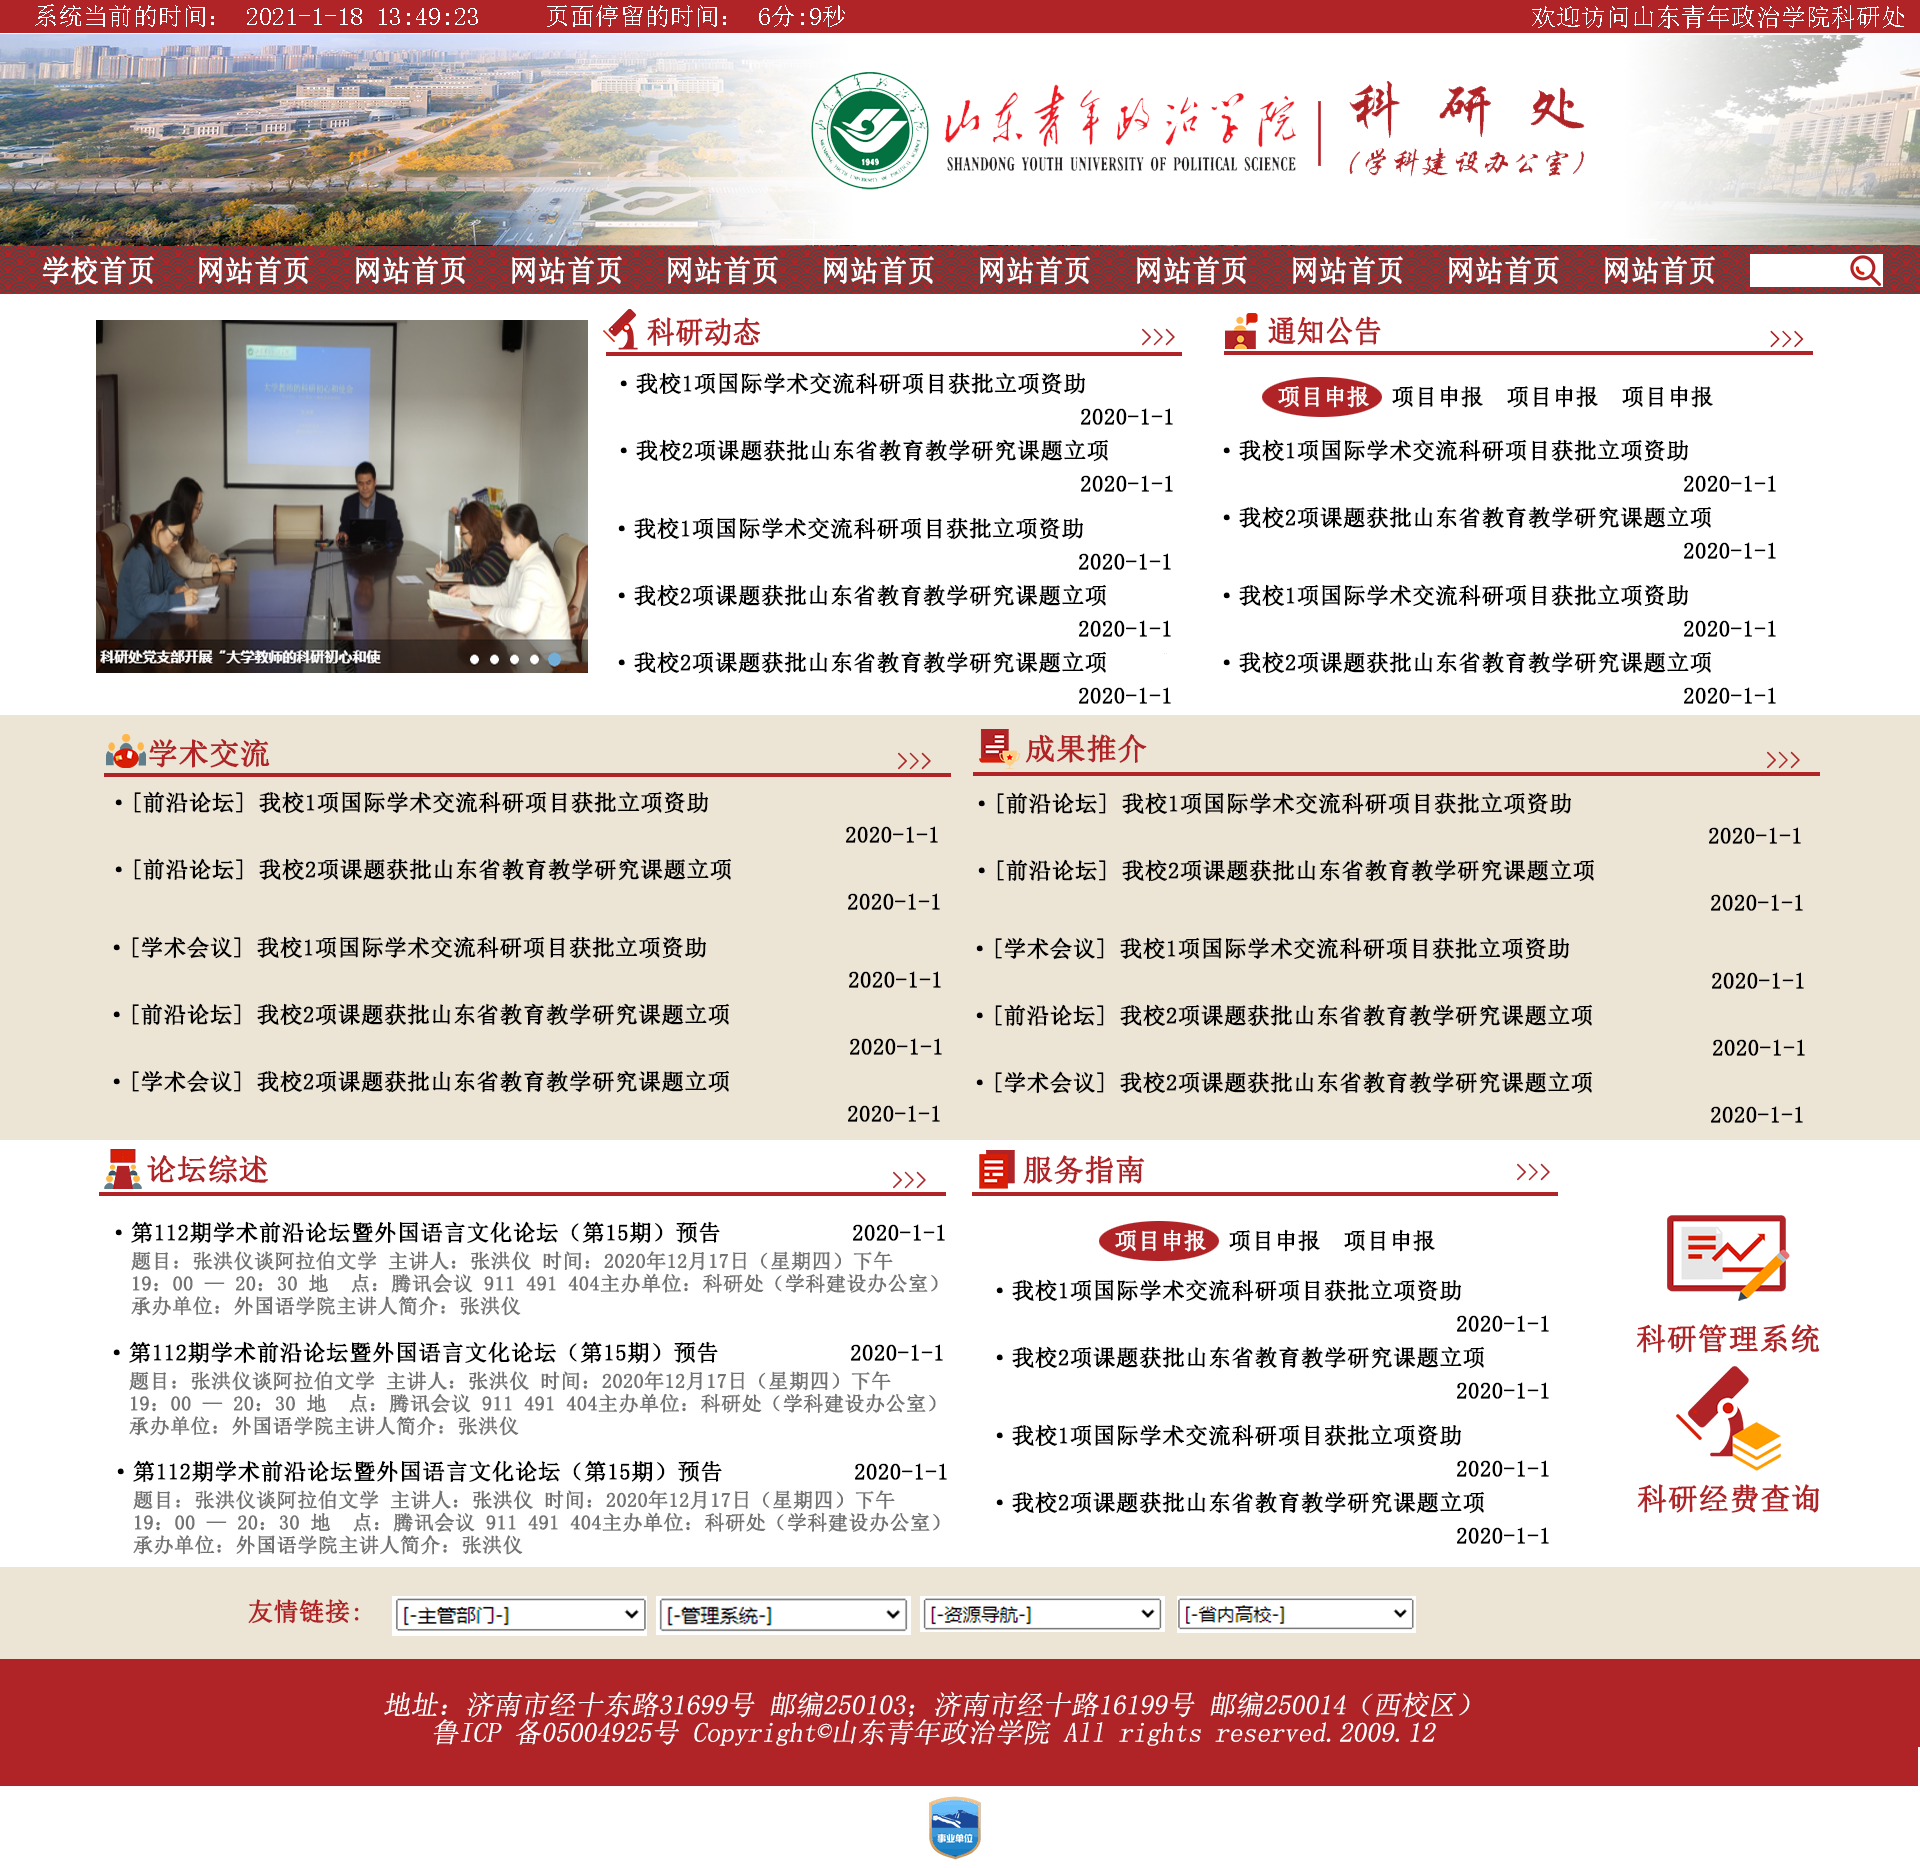 系统当前的时间： 2021-1-18 13:49:23 页面停留的时间： 6分:9秒 欢迎访问山东青年政治学院科研处
山东青年政治学院 科研处
SHANDONG YOUTH UNIVERSITY OF POLITICAL SCIENCE (学科建设办公室)
1949
学校首页 网站首页 网站首页 网站首页 网站首页 网站首页 网站首页 网站首页 网站首页 网站首页 网站首页
科研处党支部开展“大学教师的科研初心和使
科研动态 >>>
· 我校1项国际学术交流科研项目获批立项资助
2020-1-1
· 我校2项课题获批山东省教育教学研究课题立项
2020-1-1
· 我校1项国际学术交流科研项目获批立项资助
2020-1-1
· 我校2项课题获批山东省教育教学研究课题立项
2020-1-1
· 我校2项课题获批山东省教育教学研究课题立项
2020-1-1
通知公告 >>>
项目申报 项目申报 项目申报 项目申报
· 我校1项国际学术交流科研项目获批立项资助
2020-1-1
· 我校2项课题获批山东省教育教学研究课题立项
2020-1-1
· 我校1项国际学术交流科研项目获批立项资助
2020-1-1
· 我校2项课题获批山东省教育教学研究课题立项
2020-1-1
学术交流 >>>
· [前沿论坛] 我校1项国际学术交流科研项目获批立项资助
2020-1-1
· [前沿论坛] 我校2项课题获批山东省教育教学研究课题立项
2020-1-1
· [学术会议] 我校1项国际学术交流科研项目获批立项资助
2020-1-1
· [前沿论坛] 我校2项课题获批山东省教育教学研究课题立项
2020-1-1
· [学术会议] 我校2项课题获批山东省教育教学研究课题立项
2020-1-1
成果推介 >>>
· [前沿论坛] 我校1项国际学术交流科研项目获批立项资助
2020-1-1
· [前沿论坛] 我校2项课题获批山东省教育教学研究课题立项
2020-1-1
· [学术会议] 我校1项国际学术交流科研项目获批立项资助
2020-1-1
· [前沿论坛] 我校2项课题获批山东省教育教学研究课题立项
2020-1-1
· [学术会议] 我校2项课题获批山东省教育教学研究课题立项
2020-1-1
论坛综述 >>>
· 第112期学术前沿论坛暨外国语言文化论坛（第15期）预告 2020-1-1
题目：张洪仪谈阿拉伯文学 主讲人：张洪仪 时间：2020年12月17日（星期四）下午
19：00 — 20：30 地 点：腾讯会议 911 491 404主办单位：科研处（学科建设办公室）
承办单位：外国语学院主讲人简介：张洪仪
· 第112期学术前沿论坛暨外国语言文化论坛（第15期）预告 2020-1-1
题目：张洪仪谈阿拉伯文学 主讲人：张洪仪 时间：2020年12月17日（星期四）下午
19：00 — 20：30 地 点：腾讯会议 911 491 404主办单位：科研处（学科建设办公室）
承办单位：外国语学院主讲人简介：张洪仪
· 第112期学术前沿论坛暨外国语言文化论坛（第15期）预告 2020-1-1
题目：张洪仪谈阿拉伯文学 主讲人：张洪仪 时间：2020年12月17日（星期四）下午
19：00 — 20：30 地 点：腾讯会议 911 491 404主办单位：科研处（学科建设办公室）
承办单位：外国语学院主讲人简介：张洪仪
服务指南 >>>
项目申报 项目申报 项目申报
· 我校1项国际学术交流科研项目获批立项资助
2020-1-1
· 我校2项课题获批山东省教育教学研究课题立项
2020-1-1
· 我校1项国际学术交流科研项目获批立项资助
2020-1-1
· 我校2项课题获批山东省教育教学研究课题立项
2020-1-1
科研管理系统
科研经费查询
友情链接： [-主管部门-] [-管理系统-] [-资源导航-] [-省内高校-]
地址：济南市经十东路31699号 邮编250103；济南市经十路16199号 邮编250014（西校区）
鲁ICP 备05004925号 Copyright©山东青年政治学院 All rights reserved.2009.12
事业单位